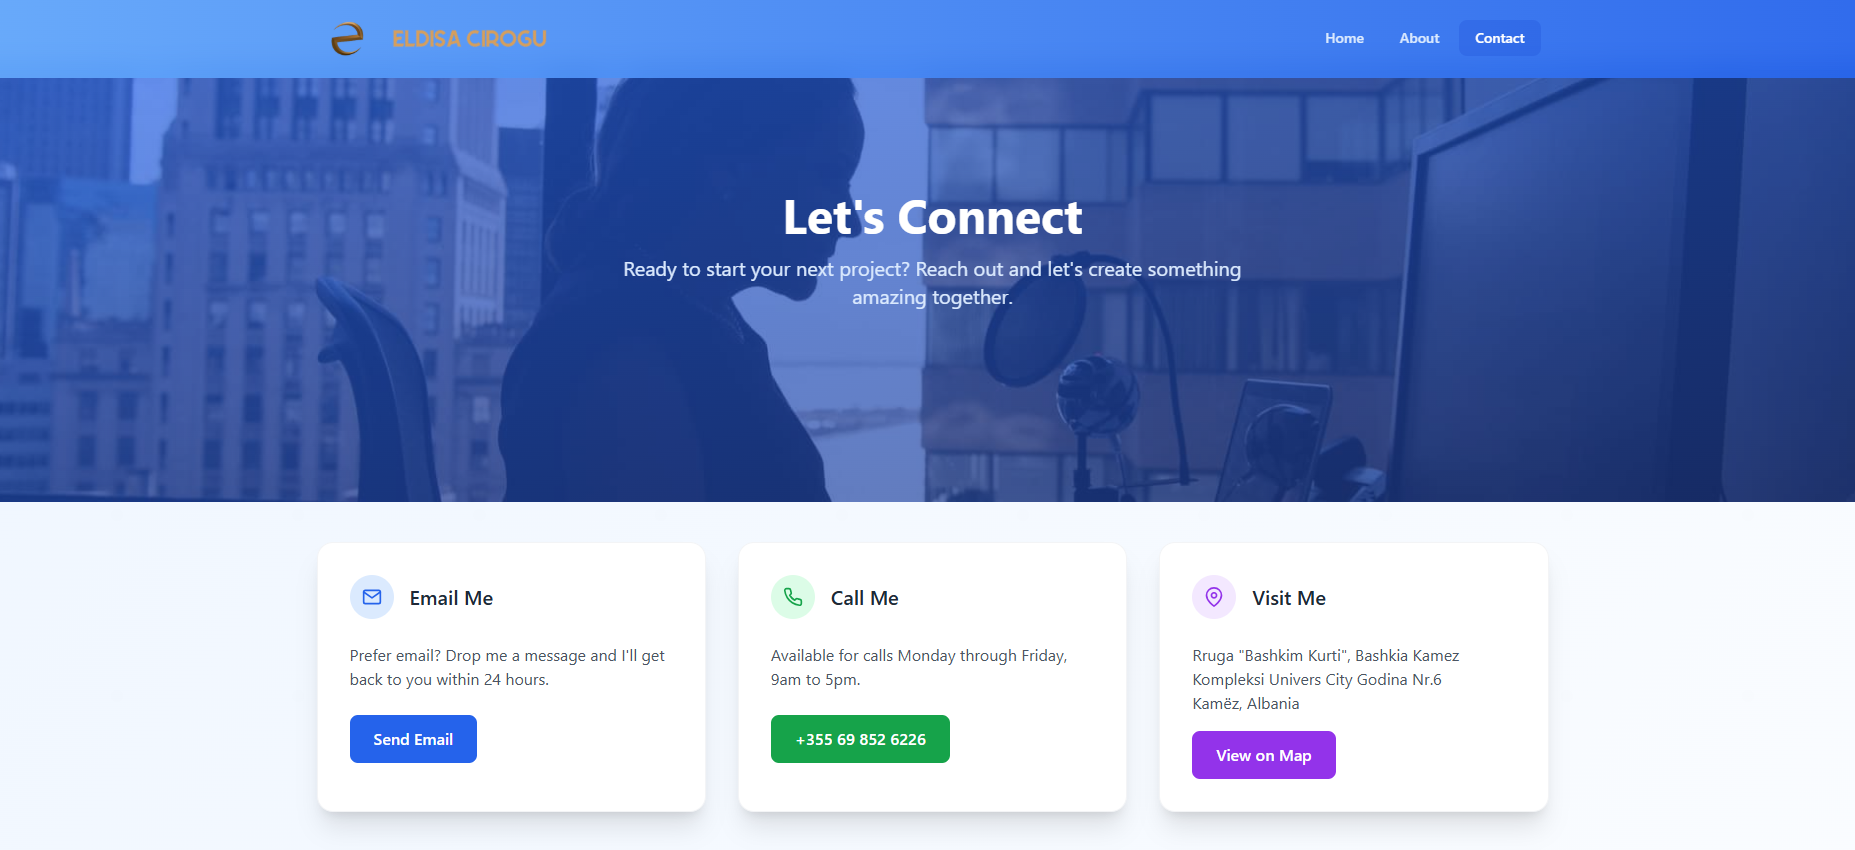 ELDISA CIROGU
Home
About
Contact
Let's Connect
Ready to start your next project? Reach out and let's create something
amazing together.
Email Me
Prefer email? Drop me a message and I'll get
back to you within 24 hours.
Send Email
Call Me
Available for calls Monday through Friday,
9am to 5pm.
+355 69 852 6226
Visit Me
Rruga "Bashkim Kurti", Bashkia Kamez
Kompleksi Univers City Godina Nr.6
Kamëz, Albania
View on Map